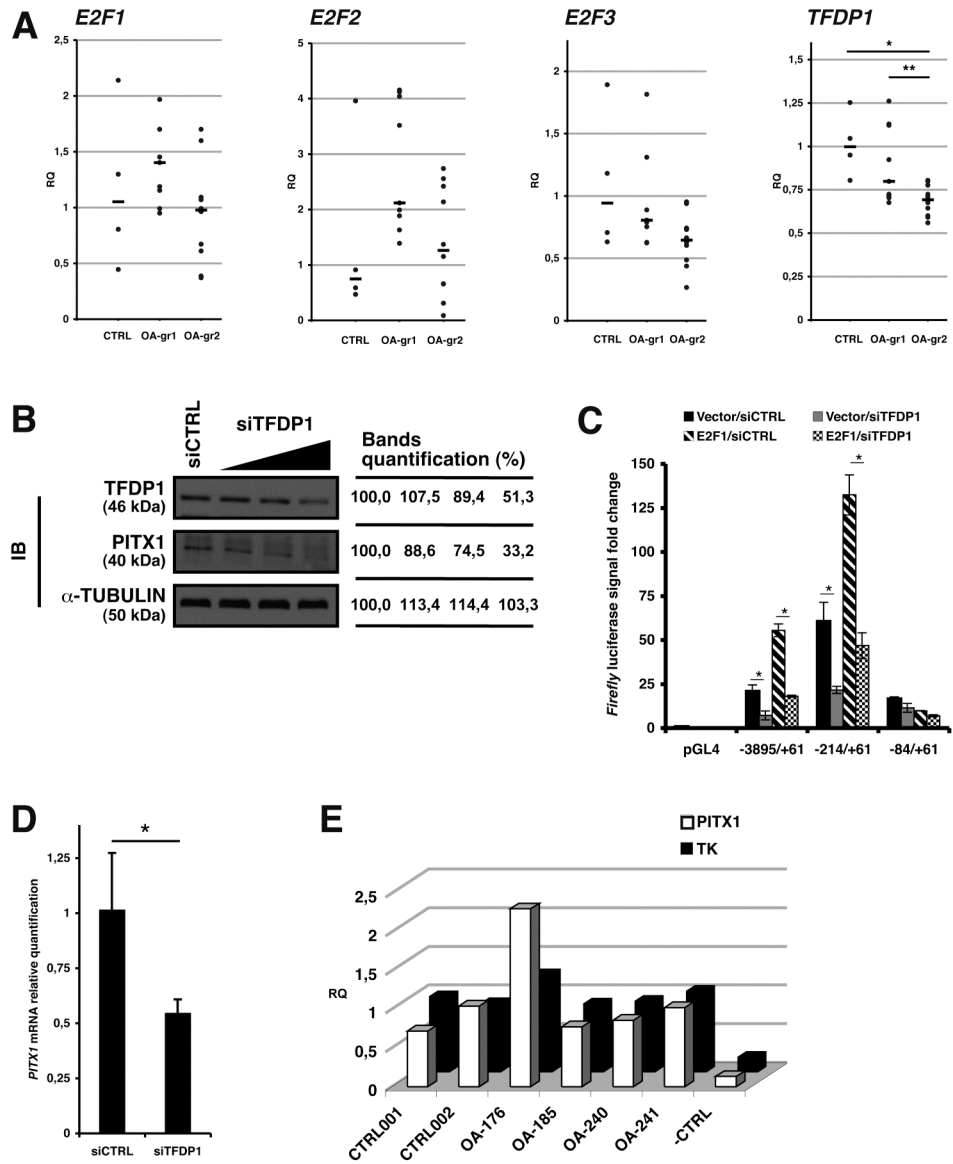 A
E2F1
E2F2
E2F3
TFDP1
2,5
2
1,5
1
0,5
0
RQ
CTRL OA-gr1 OA-gr2
5
4
3
2
1
0
RQ
CTRL OA-gr1 OA-gr2
2
1,5
1
0,5
0
RQ
CTRL OA-gr1 OA-gr2
*
**
1,5
1,25
1
0,75
0,5
0,25
0
RQ
CTRL OA-gr1 OA-gr2
B
siCTRL
siTFDP1
Bands
quantification (%)
IB
TFDP1
(46 kDa)
100,0 107,5 89,4 51,3
PITX1
(40 kDa)
100,0 88,6 74,5 33,2
α-TUBULIN
(50 kDa)
100,0 113,4 114,4 103,3
C
Vector/siCTRL
Vector/siTFDP1
E2F1/siCTRL
E2F1/siTFDP1
Firefly luciferase signal fold change
150
125
100
75
50
25
0
*
*
*
*
pGL4
-3895/+61
-214/+61
-84/+61
D
PITX1 mRNA relative quantification
*
1,25
1
0,75
0,5
0,25
0
siCTRL
siTFDP1
E
PITX1
TK
RQ
2,5
2
1,5
1
0,5
0
CTRL001
CTRL002
OA-176
OA-185
OA-240
OA-241
-CTRL